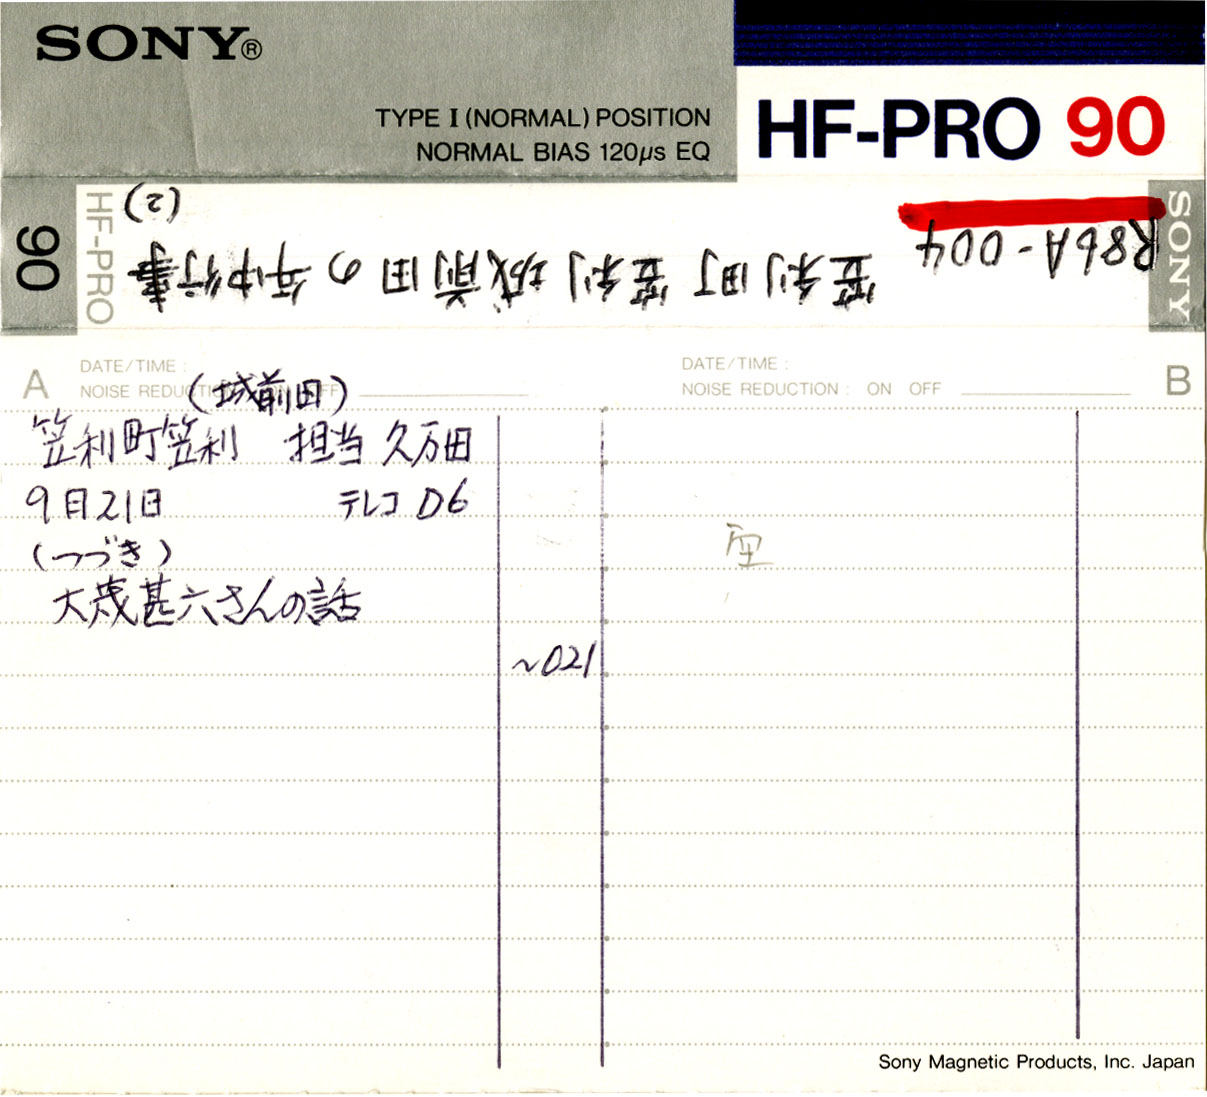 SONY®
TYPE I (NORMAL) POSITION
NORMAL BIAS 120µs EQ
HF-PRO 90
SONY
R86A-004
笠利町笠利城前田の年中行事
(2)
HF-PRO
90
A
DATE/TIME :
NOISE REDUCTION : ON OFF
(城前田)
笠利町笠利 担当 久万田
9月21日 テレコ D6
(つづき)
大歳甚六さんの話
~021
DATE/TIME :
NOISE REDUCTION : ON OFF
B
Sony Magnetic Products, Inc. Japan